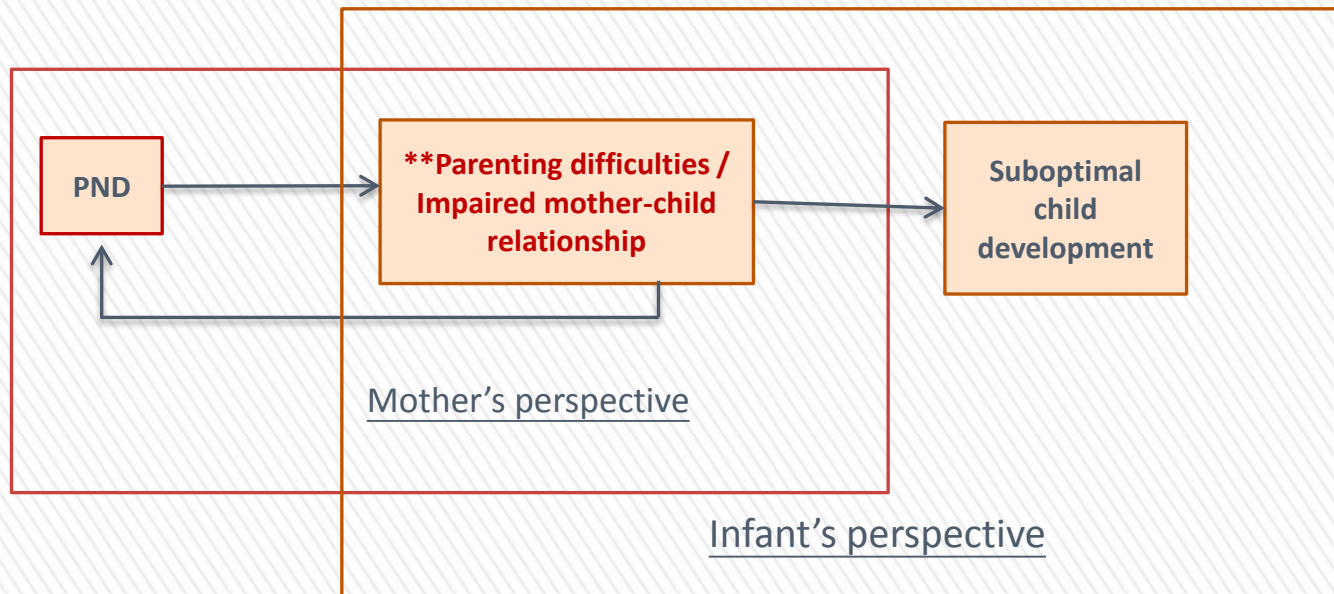 PND
**Parenting difficulties /
Impaired mother-child
relationship
Suboptimal
child
development
Mother’s perspective
Infant’s perspective